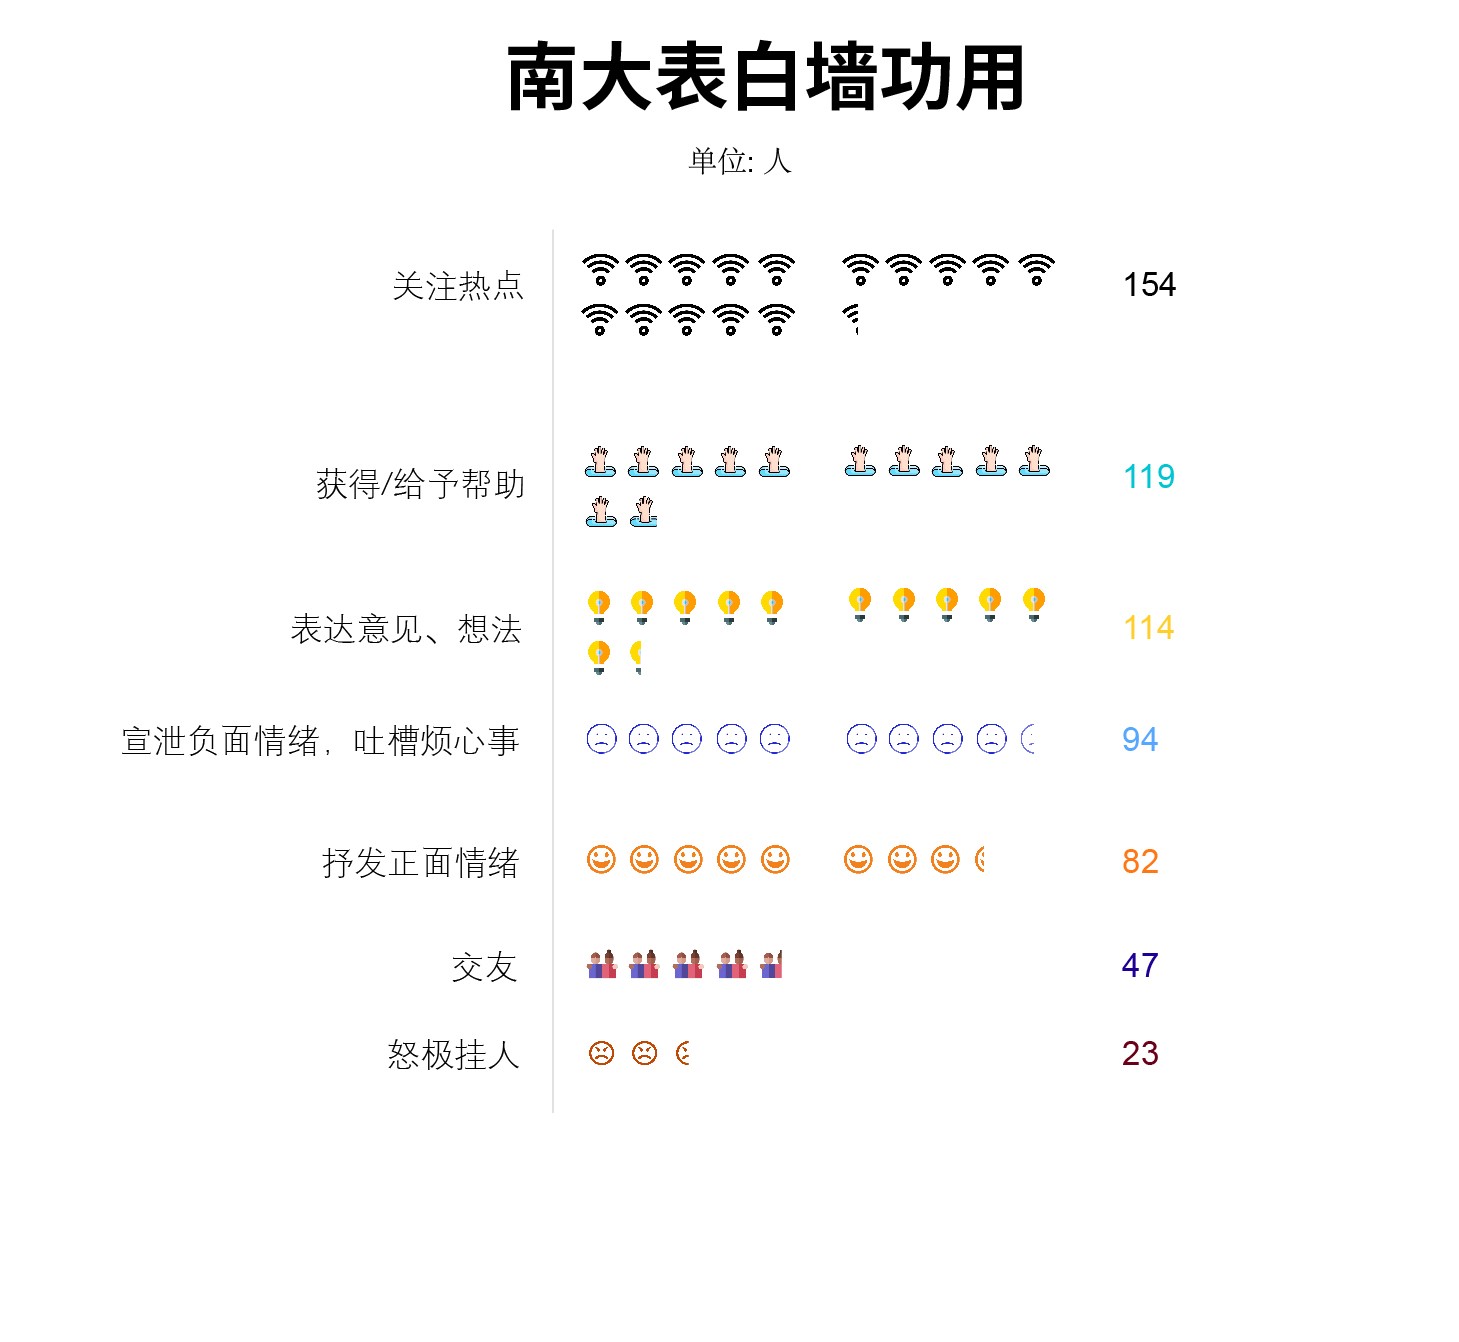 南大表白墙功用
单位: 人
关注热点 154
获得/给予帮助 119
表达意见、想法 114
宣泄负面情绪，吐槽烦心事 94
抒发正面情绪 82
交友 47
怒极挂人 23